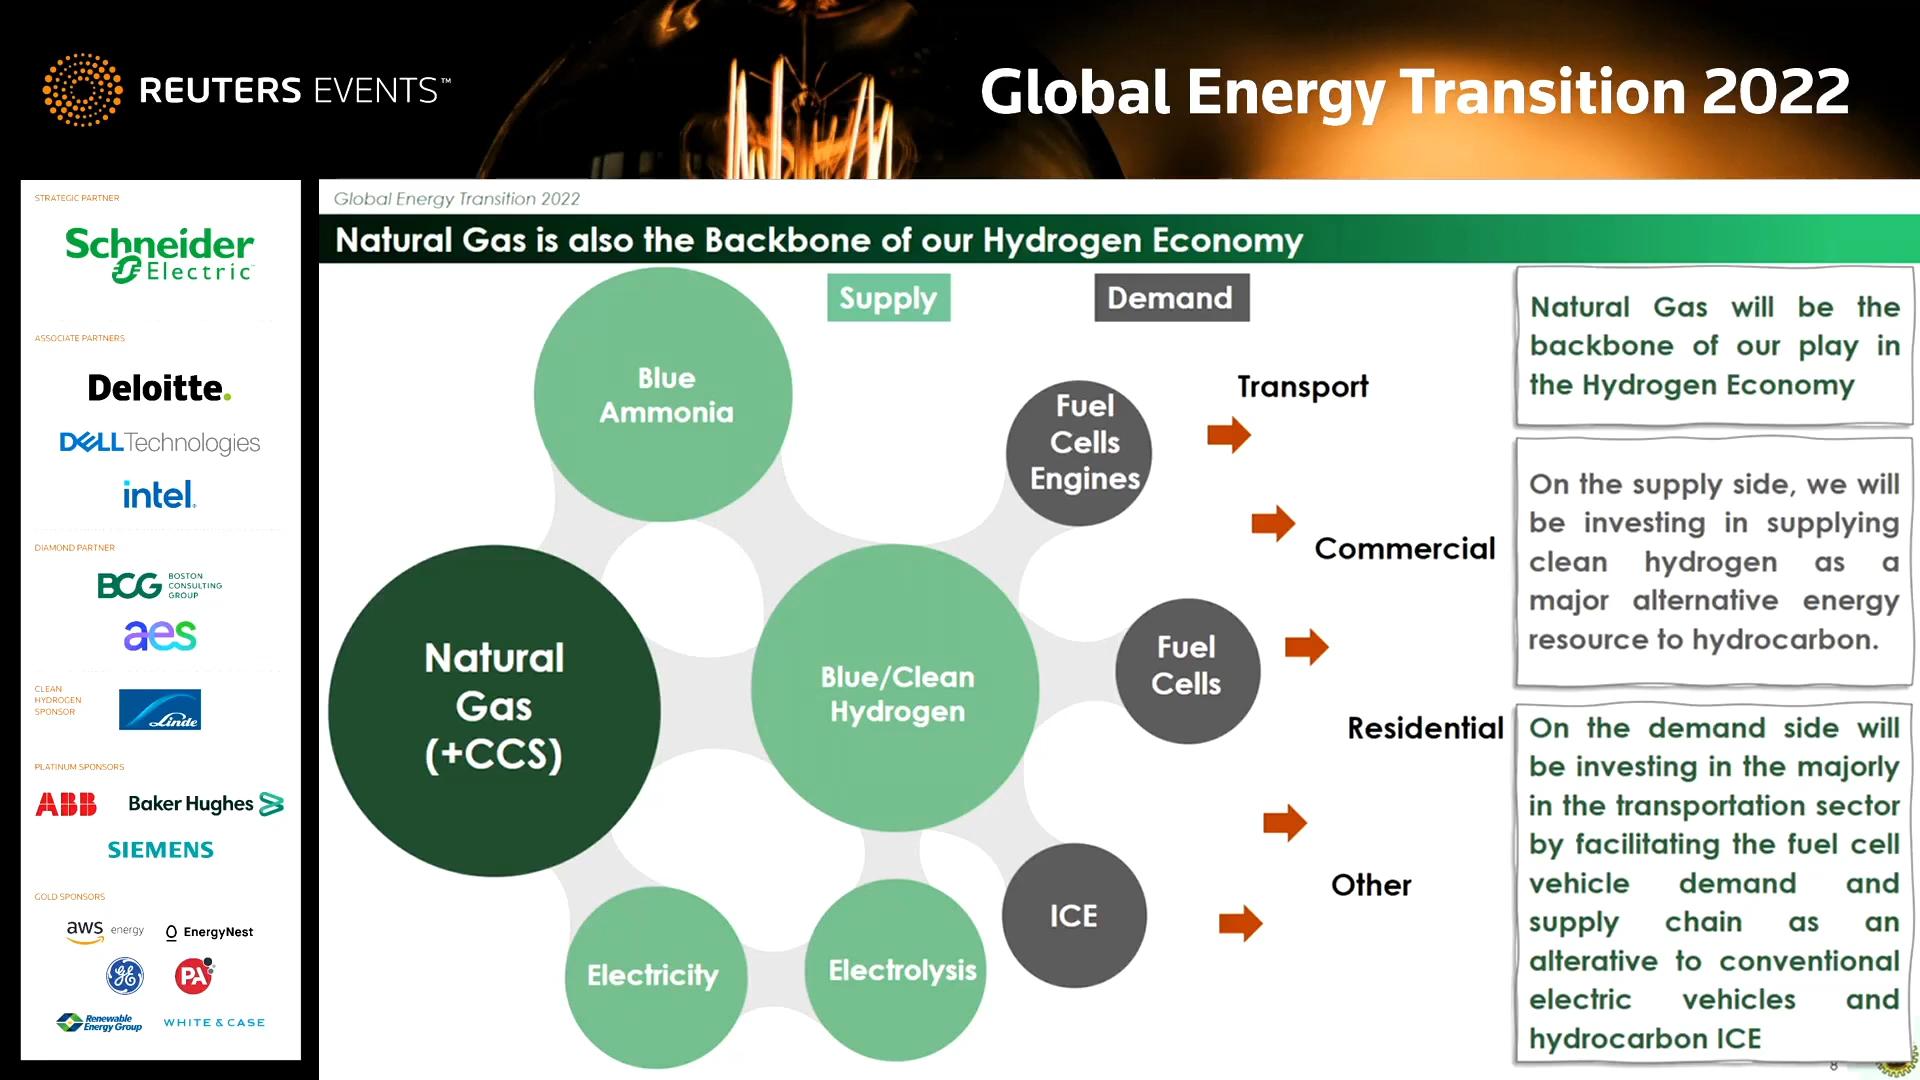 REUTERS EVENTS™
Global Energy Transition 2022
STRATEGIC PARTNER
Schneider
Electric
ASSOCIATE PARTNERS
Deloitte.
DELL Technologies
intel.
DIAMOND PARTNER
BCG
BOSTON
CONSULTING
GROUP
aes
CLEAN
HYDROGEN
SPONSOR
Linde
PLATINUM SPONSORS
ABB
Baker Hughes
SIEMENS
GOLD SPONSORS
aws energy
EnergyNest
GE
PA
Renewable
Energy Group
WHITE & CASE
Global Energy Transition 2022
Natural Gas is also the Backbone of our Hydrogen Economy
Supply
Demand
Blue
Ammonia
Natural
Gas
(+CCS)
Blue/Clean
Hydrogen
Electricity
Electrolysis
Fuel
Cells
Engines
Fuel
Cells
ICE
Transport
Commercial
Residential
Other
Natural Gas will be the
backbone of our play in
the Hydrogen Economy
On the supply side, we will
be investing in supplying
clean hydrogen as a
major alternative energy
resource to hydrocarbon.
On the demand side will
be investing in the majorly
in the transportation sector
by facilitating the fuel cell
vehicle demand and
supply chain as an
alterative to conventional
electric vehicles and
hydrocarbon ICE
8